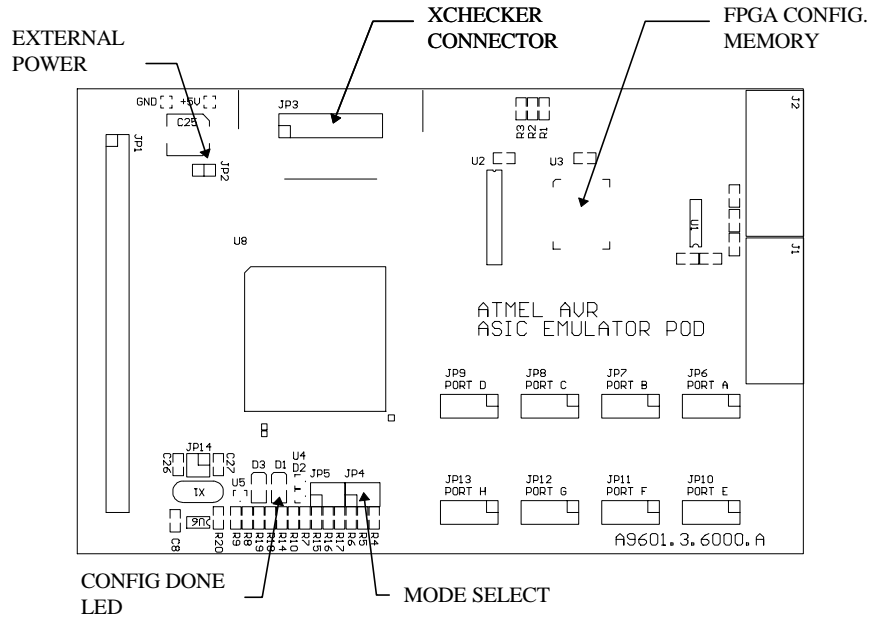 EXTERNAL
POWER
XCHECKER
CONNECTOR
FPGA CONFIG.
MEMORY
GND
+5V
C25
JP3
JP1
JP2
R3
R2
R1
J2
U2
U3
U1
J1
U8
ATMEL AVR
ASIC EMULATOR POD
JP9
PORT D
JP8
PORT C
JP7
PORT B
JP6
PORT A
JP14
C26
C27
X1
U5
D3
D1
U4
D2
JP5
JP4
JP13
PORT H
JP12
PORT G
JP11
PORT F
JP10
PORT E
C8
U6
R20
R9
R8
R19
R18
R14
R10
R7
R15
R16
R17
R6
R5
R4
A9601.3.6000.A
CONFIG DONE
LED
MODE SELECT